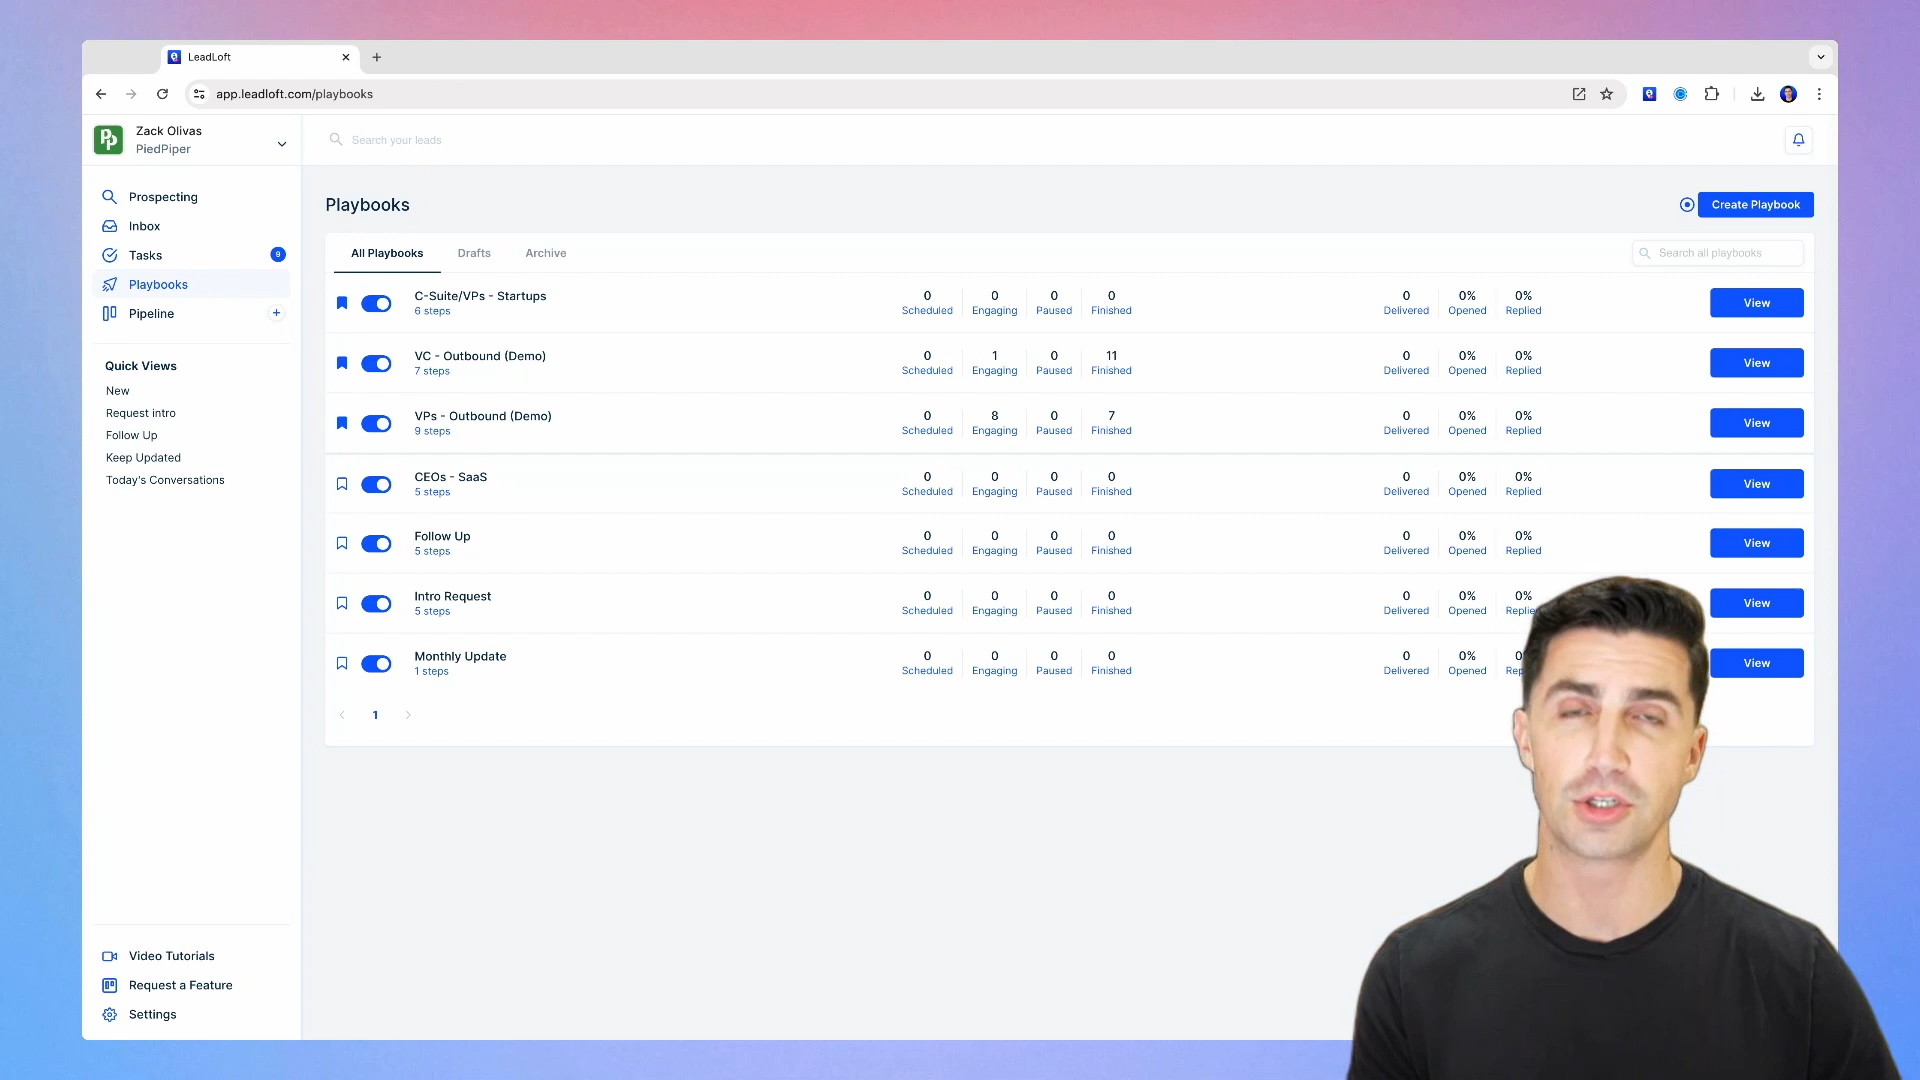 LeadLoft
app.leadloft.com/playbooks
Zack Olivas
PiedPiper
Search your leads
Prospecting
Inbox
Tasks
9
Playbooks
Pipeline
Quick Views
New
Request intro
Follow Up
Keep Updated
Today's Conversations
Video Tutorials
Request a Feature
Settings
Playbooks
Create Playbook
All Playbooks Drafts Archive
Search all playbooks
C-Suite/VPs - Startups
6 steps
0 0 0 0 0 0% 0%
Scheduled Engaging Paused Finished Delivered Opened Replied
View
VC - Outbound (Demo)
7 steps
0 1 0 11 0 0% 0%
Scheduled Engaging Paused Finished Delivered Opened Replied
View
VPs - Outbound (Demo)
9 steps
0 8 0 7 0 0% 0%
Scheduled Engaging Paused Finished Delivered Opened Replied
View
CEOs - SaaS
5 steps
0 0 0 0 0 0% 0%
Scheduled Engaging Paused Finished Delivered Opened Replied
View
Follow Up
5 steps
0 0 0 0 0 0% 0%
Scheduled Engaging Paused Finished Delivered Opened Replied
View
Intro Request
5 steps
0 0 0 0 0 0% 0%
Scheduled Engaging Paused Finished Delivered Opened Replie
View
Monthly Update
1 steps
0 0 0 0 0 0% 0
Scheduled Engaging Paused Finished Delivered Opened Rep
View
1